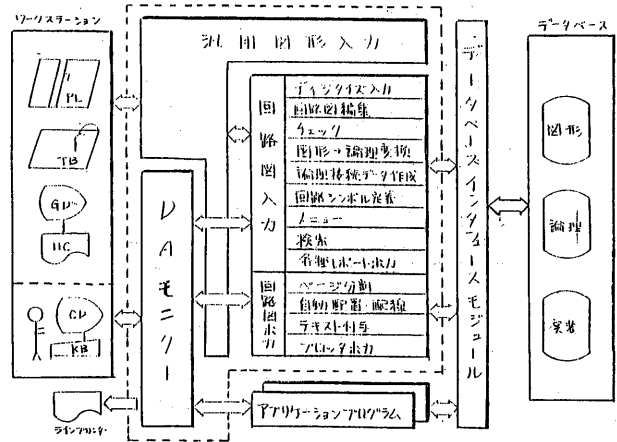 ワークステーション
PL
TB
GD
HC
CD
KB
ラインプリンター
汎用図形入力
DAモニター
回路図入力
ディジタイズ入力
回路図編集
チェック
図形→論理変換
論理接続データ作成
回路シンボル定義
メニュー
検索
各種レポート出力
回路図出力
ページ分割
自動配置・配線
テキスト付与
プロッタ出力
アプリケーションプログラム
データベースインタフェースモジュール
データベース
図形
論理
実装